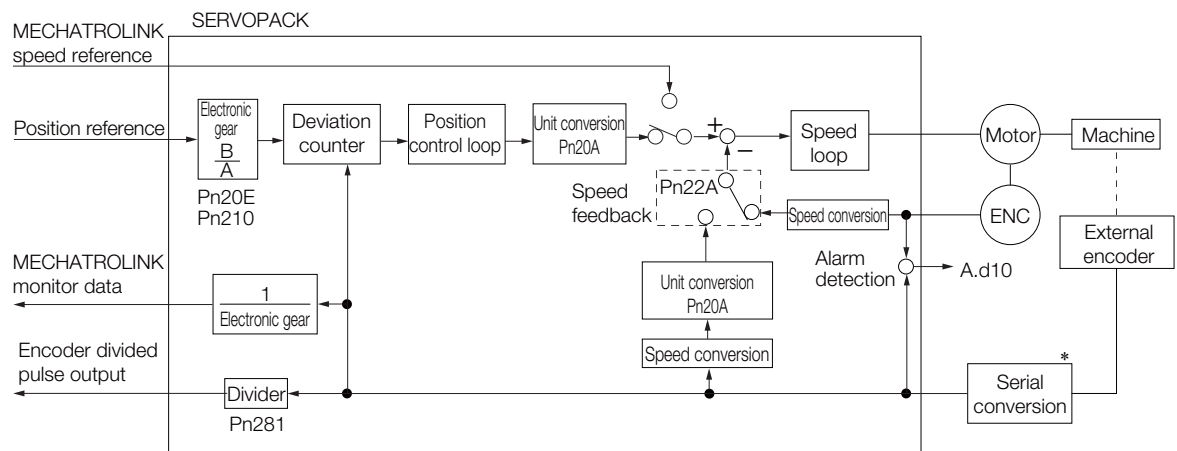 SERVOPACK
MECHATROLINK
speed reference
Position reference
Electronic
gear
B
A
Pn20E
Pn210
Deviation
counter
Position
control loop
Unit conversion
Pn20A
+
−
Speed
loop
Motor
Machine
Speed
feedback
Pn22A
Speed conversion
ENC
External
encoder
Alarm
detection
A.d10
MECHATROLINK
monitor data
1
Electronic gear
Unit conversion
Pn20A
Speed conversion
Encoder divided
pulse output
Divider
Pn281
*
Serial
conversion